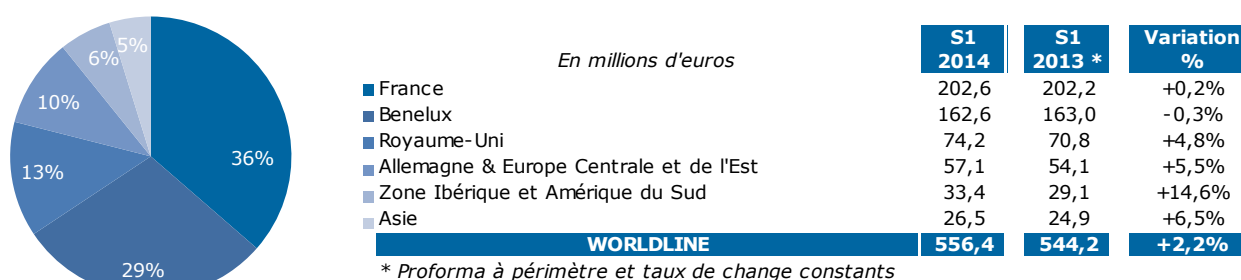 5%
6%
10%
13%
36%
29%
En millions d'euros S1 2014 S1 2013 * Variation %
France 202,6 202,2 +0,2%
Benelux 162,6 163,0 -0,3%
Royaume-Uni 74,2 70,8 +4,8%
Allemagne & Europe Centrale et de l'Est 57,1 54,1 +5,5%
Zone Ibérique et Amérique du Sud 33,4 29,1 +14,6%
Asie 26,5 24,9 +6,5%
WORLDLINE 556,4 544,2 +2,2%
* Proforma à périmètre et taux de change constants